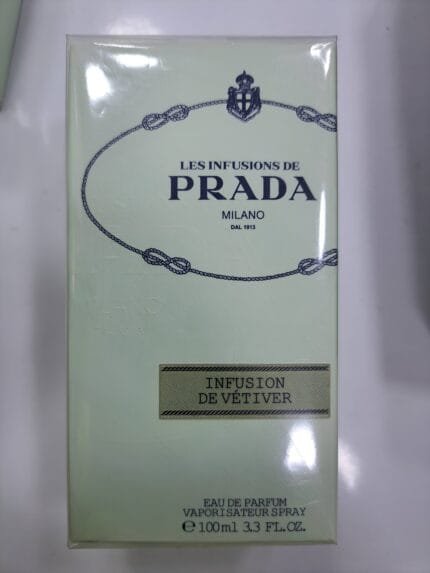 LES INFUSIONS DE
PRADA
MILANO
DAL 1913
INFUSION
DE VÉTIVER
EAU DE PARFUM
VAPORISATEUR SPRAY
℮ 100ml 3.3 FL.OZ.